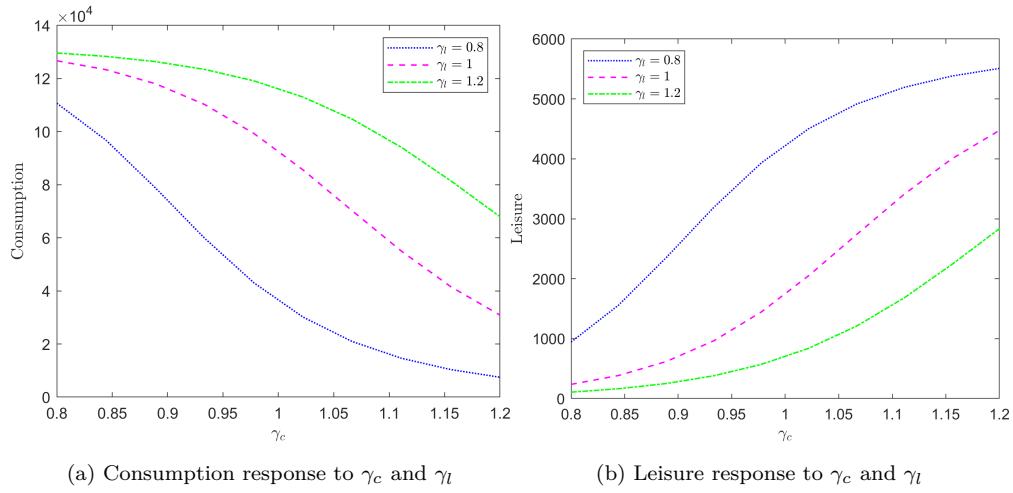 ×10⁴
14
12
10
8
6
4
2
0
Consumption
0.8 0.85 0.9 0.95 1 1.05 1.1 1.15 1.2
γc
γl = 0.8
γl = 1
γl = 1.2
(a) Consumption response to γc and γl
6000
5000
4000
3000
2000
1000
0
Leisure
0.8 0.85 0.9 0.95 1 1.05 1.1 1.15 1.2
γc
γl = 0.8
γl = 1
γl = 1.2
(b) Leisure response to γc and γl